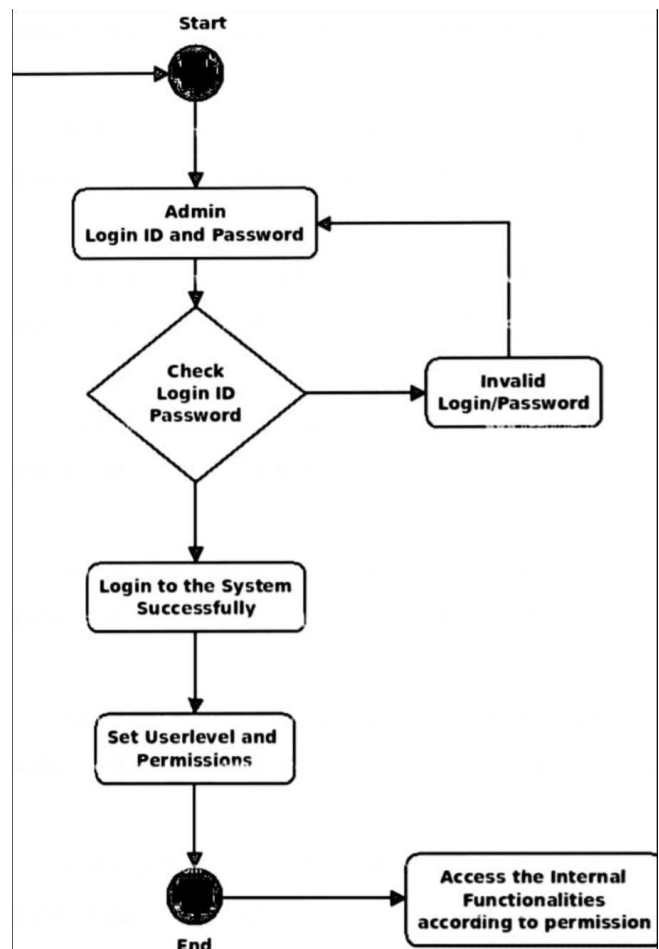 Start
Admin
Login ID and Password
Check
Login ID
Password
Invalid
Login/Password
Login to the System
Successfully
Set Userlevel and
Permissions
End
Access the Internal
Functionalities
according to permission